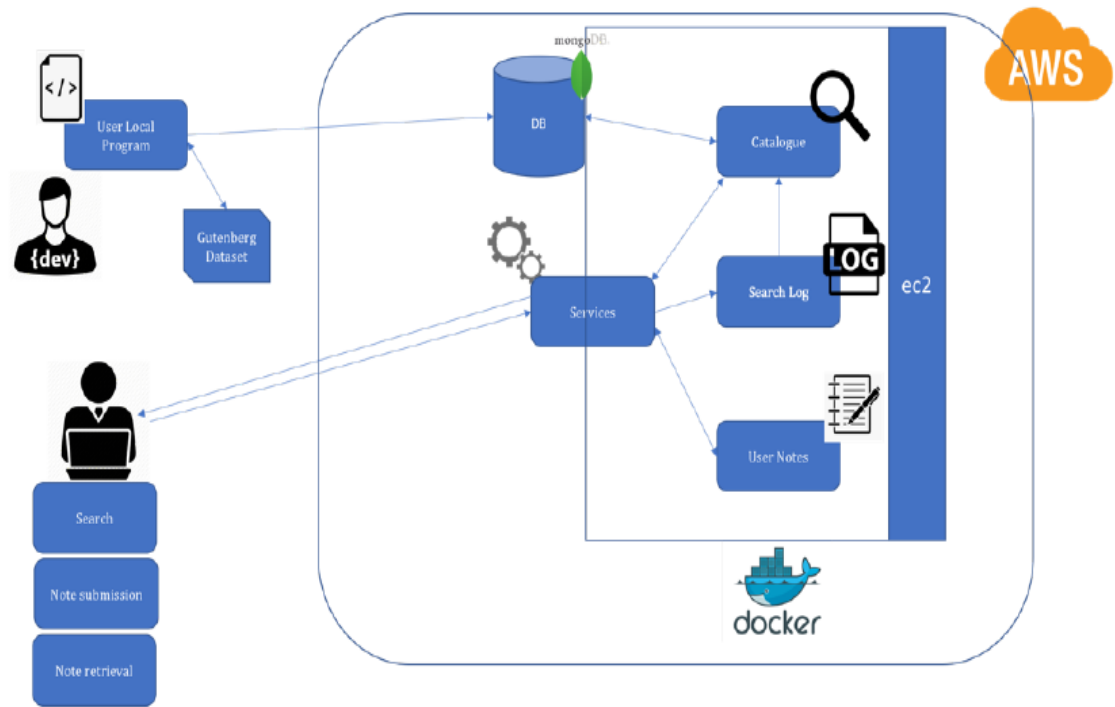 mongoDB.
AWS
</>
User Local
Program
DB
Catalogue
{dev}
Gutenberg
Dataset
LOG
Search Log
ec2
Services
User Notes
Search
Note submission
Note retrieval
docker